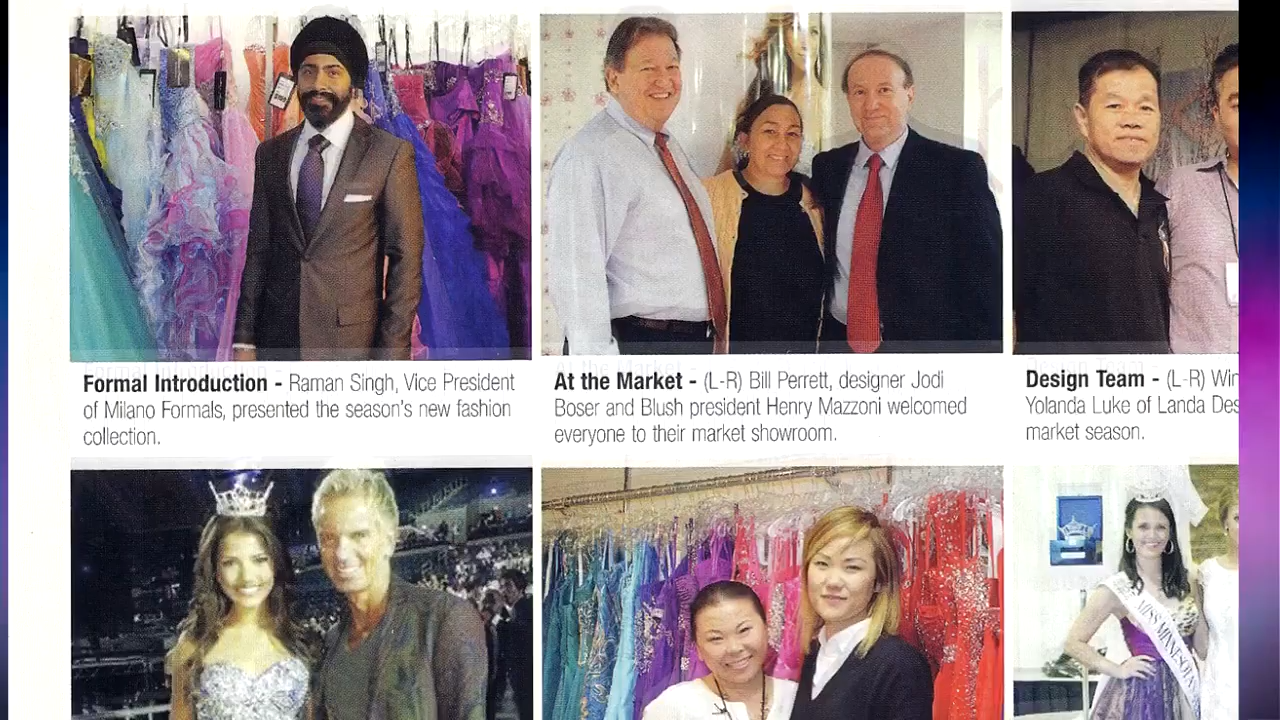 Formal Introduction - Raman Singh, Vice President
of Milano Formals, presented the season's new fashion
collection.
At the Market - (L-R) Bill Perrett, designer Jodi
Boser and Blush president Henry Mazzoni welcomed
everyone to their market showroom.
Design Team - (L-R)
Yolanda Luke of Landa
market season.
MISS MINNESOTA